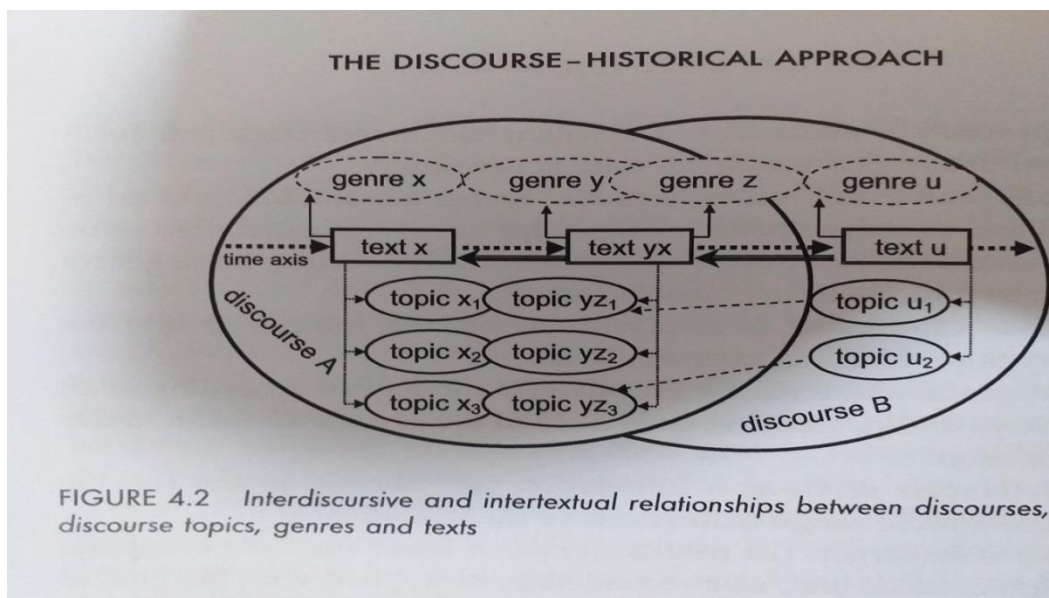 THE DISCOURSE–HISTORICAL APPROACH
genre x genre y genre z genre u
text x text yx text u
time axis
topic x1 topic yz1 topic u1
topic x2 topic yz2 topic u2
topic x3 topic yz3
discourse A
discourse B
FIGURE 4.2 Interdiscursive and intertextual relationships between discourses,
discourse topics, genres and texts